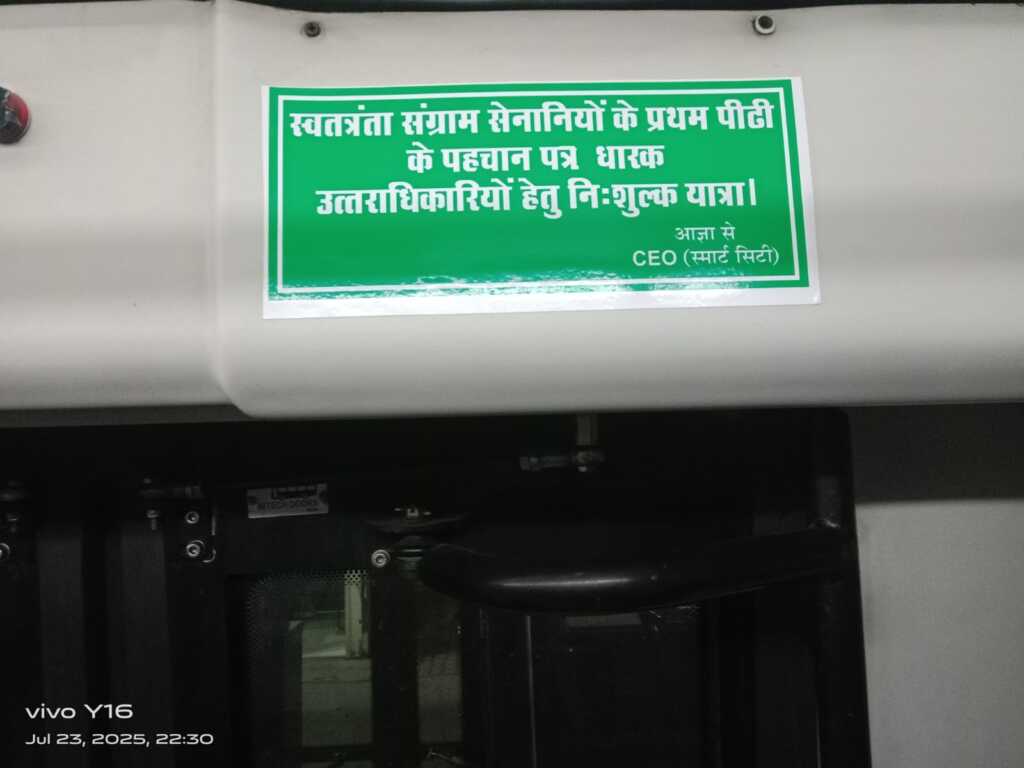 स्वतत्रंता संग्राम सेनानियों के प्रथम पीढी
के पहचान पत्र धारक
उत्तराधिकारियों हेतु निःशुल्क यात्रा।
आज्ञा से
CEO (स्मार्ट सिटी)
vivo Y16
Jul 23, 2025, 22:30